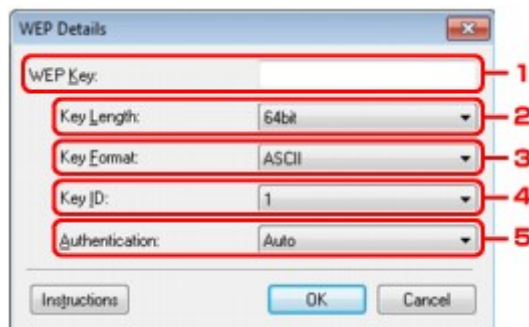 WEP Details
WEP Key: 1
Key Length: 64bit 2
Key Format: ASCII 3
Key ID: 1 4
Authentication: Auto 5
Instructions OK Cancel